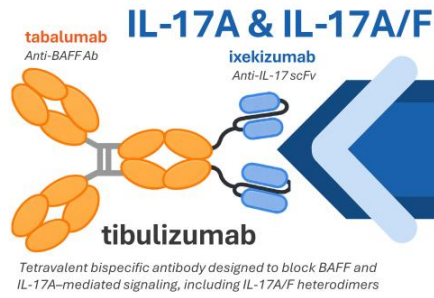 IL-17A & IL-17A/F
tabalumab
Anti-BAFF Ab
ixekizumab
Anti-IL-17 scFv
tibulizumab
Tetravalent bispecific antibody designed to block BAFF and
IL-17A–mediated signaling, including IL-17A/F heterodimers